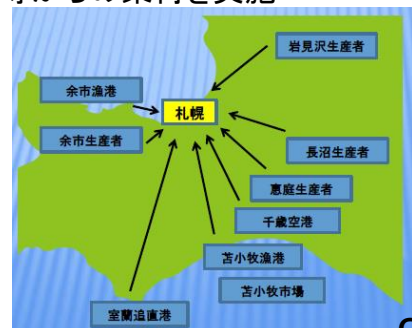 岩見沢生産者
余市漁港
札幌
余市生産者
長沼生産者
恵庭生産者
千歳空港
苫小牧漁港
苫小牧市場
室蘭追直港